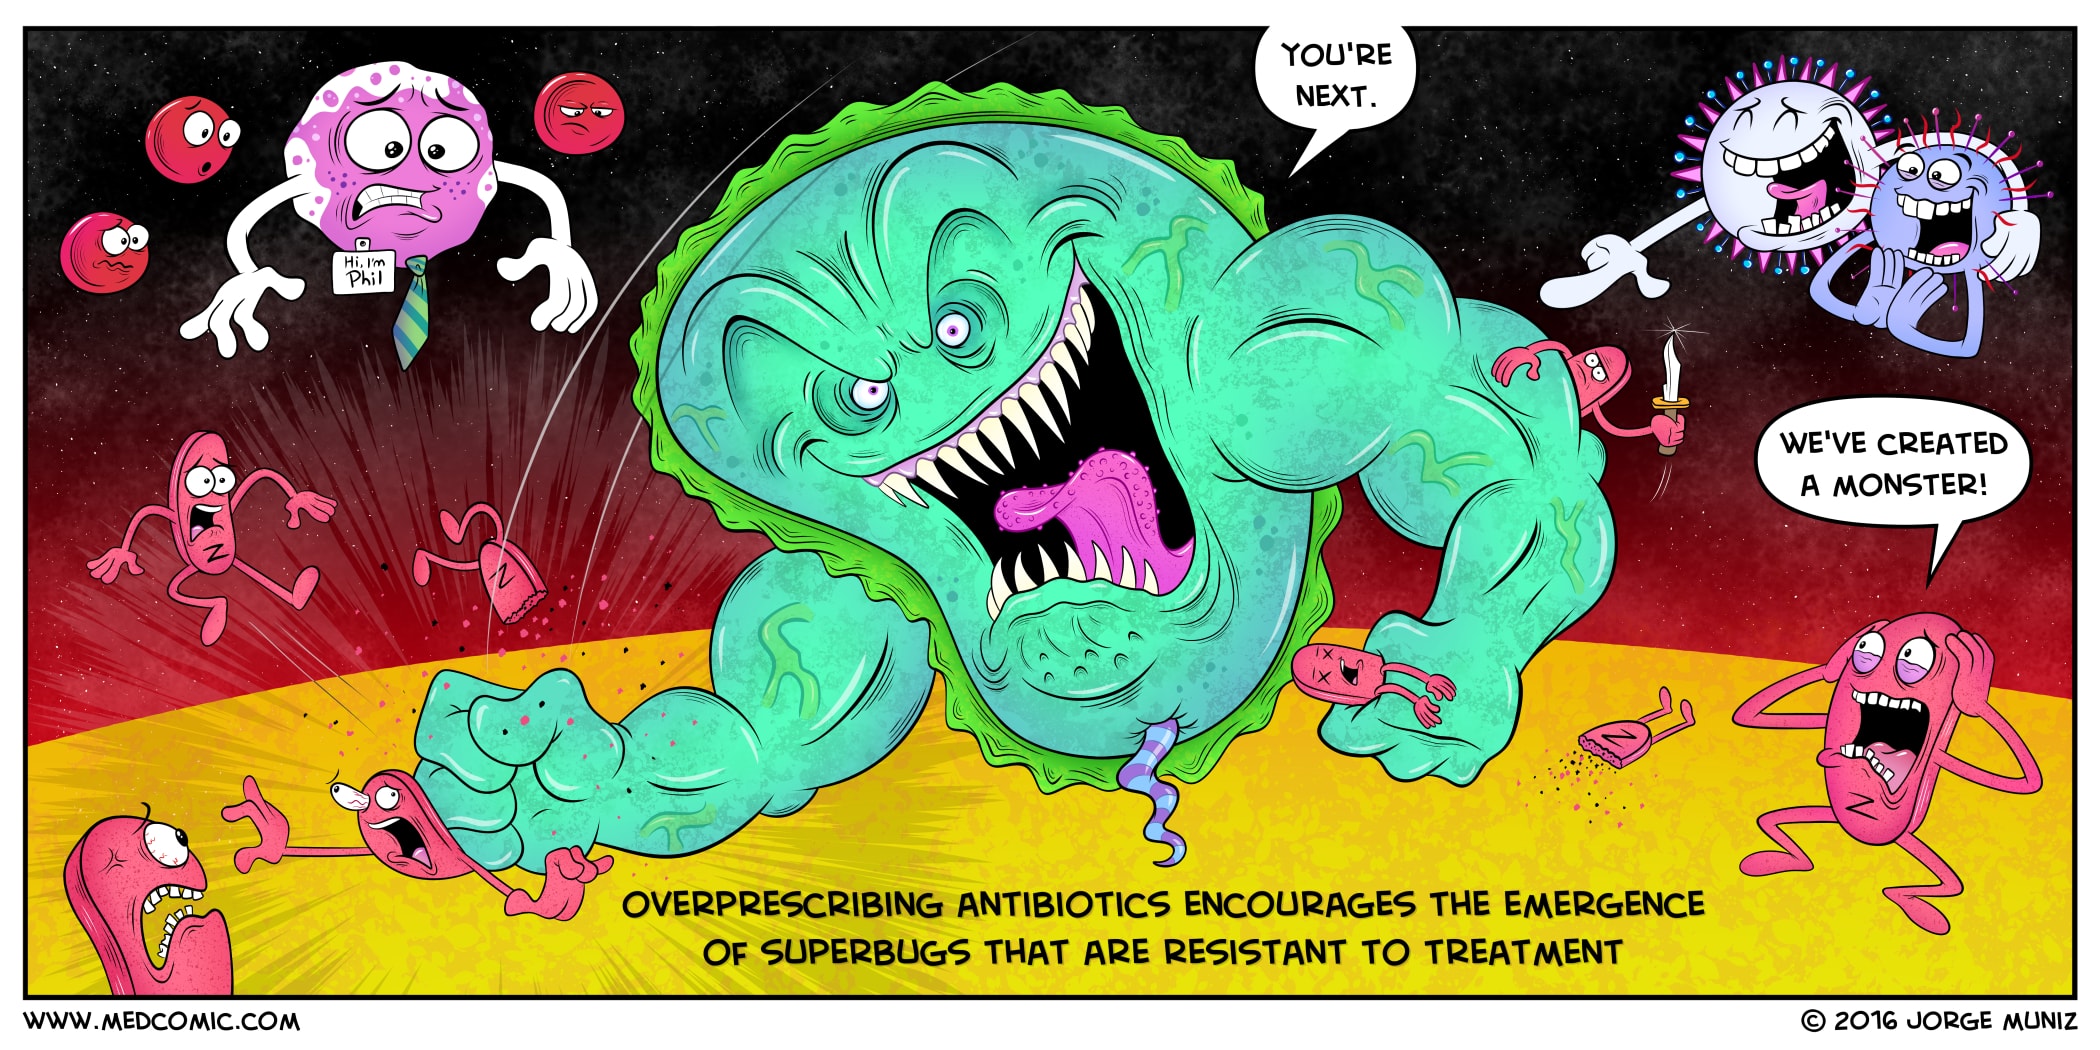 YOU'RE
NEXT.
Hi, I'm
Phil
WE'VE CREATED
A MONSTER!
N
N
N
N
OVERPRESCRIBING ANTIBIOTICS ENCOURAGES THE EMERGENCE
OF SUPERBUGS THAT ARE RESISTANT TO TREATMENT
WWW.MEDCOMIC.COM
© 2016 JORGE MUNIZ